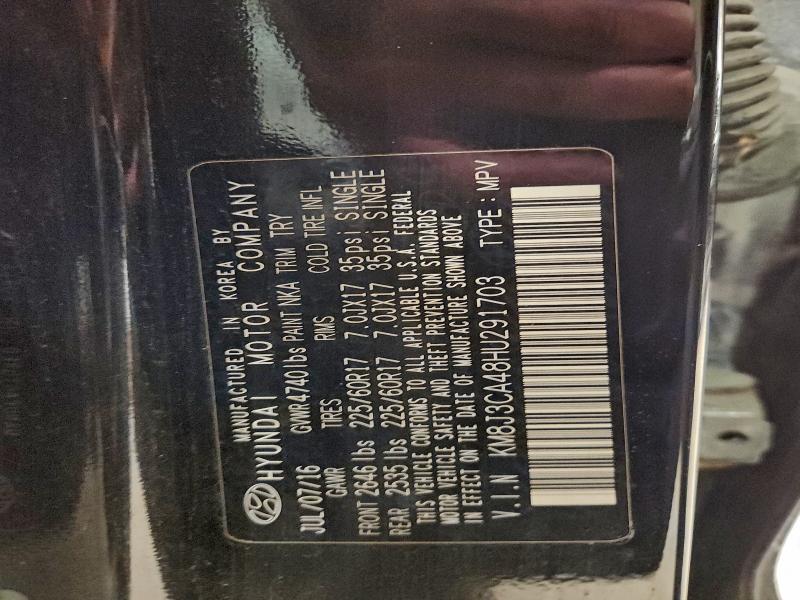 MANUFACTURED IN KOREA BY
HYUNDAI MOTOR COMPANY
JUL/07/16 GVWR4740lbs PAINT NKA TRIM TRY
GAWR TIRES RIMS COLD TIRE INFL
FRONT 2646 lbs 225/60R17 7.0JX17 35psi SINGLE
REAR 2535 lbs 225/60R17 7.0JX17 35psi SINGLE
THIS VEHICLE CONFORMS TO ALL APPLICABLE U.S.A. FEDERAL
MOTOR VEHICLE SAFETY AND THEFT PREVENTION STANDARDS
IN EFFECT ON THE DATE OF MANUFACTURE SHOWN ABOVE
V.I.N KM8J3CA48HU291703 TYPE : MPV